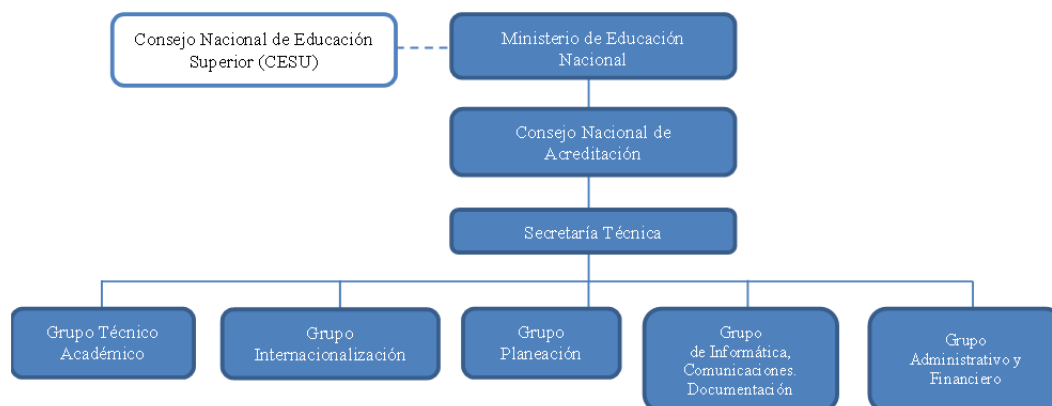 Consejo Nacional de Educación
Superior (CESU)
Ministerio de Educación
Nacional
Consejo Nacional de
Acreditación
Secretaría Técnica
Grupo Técnico
Académico
Grupo
Internacionalización
Grupo
Planeación
Grupo
de Informática,
Comunicaciones.
Documentación
Grupo
Administrativo y
Financiero